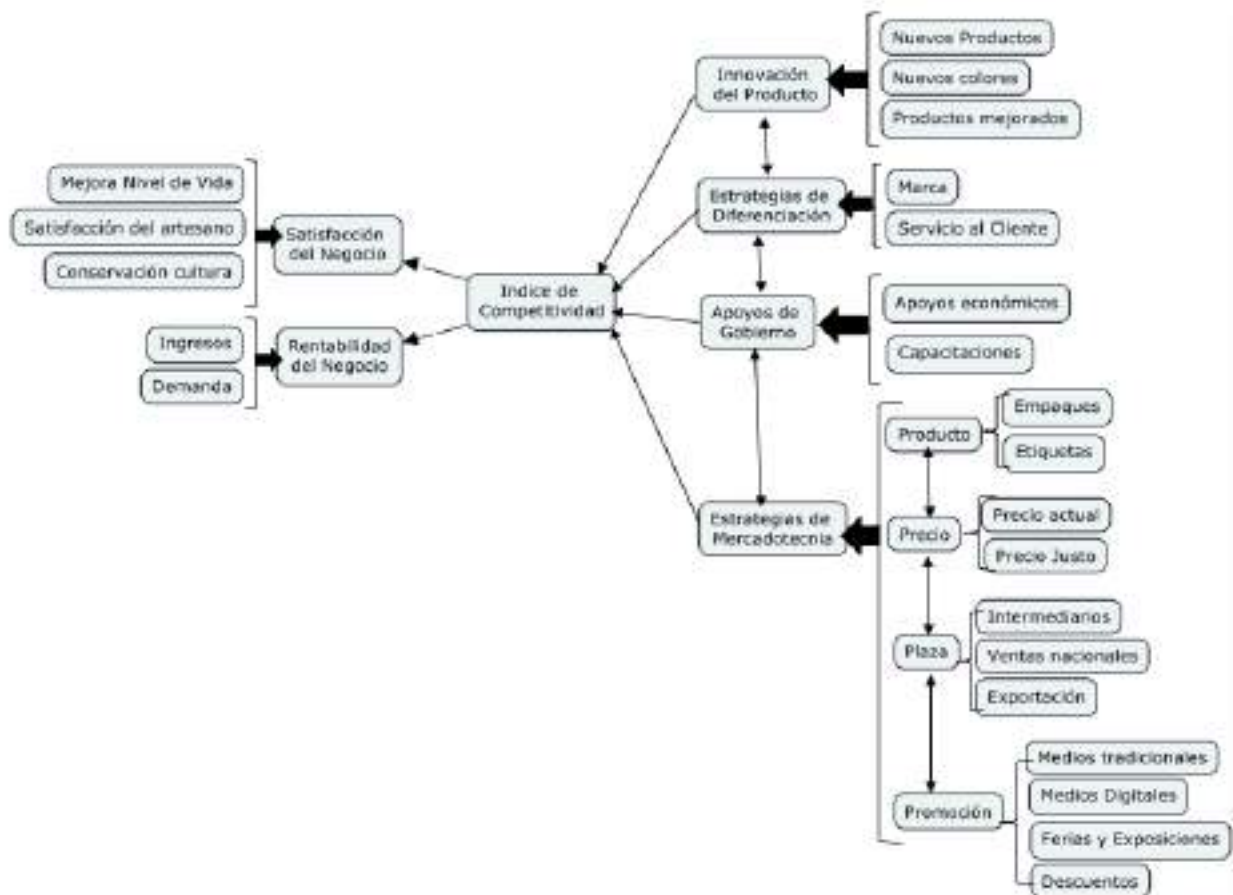 Nuevos Productos
Nuevos colores
Productos mejorados
Innovación
del Producto
Marca
Servicio al Cliente
Estrategias de
Diferenciación
Mejora Nivel de Vida
Satisfacción del artesano
Conservación cultura
Satisfacción
del Negocio
Indice de
Competitividad
Apoyos de
Gobierno
Apoyos económicos
Capacitaciones
Ingresos
Demanda
Rentabilidad
del Negocio
Estrategias de
Mercadotecnia
Producto
Empaques
Etiquetas
Precio
Precio actual
Precio Justo
Plaza
Intermediarios
Ventas nacionales
Exportación
Promoción
Medios tradicionales
Medios Digitales
Ferias y Exposiciones
Descuentos